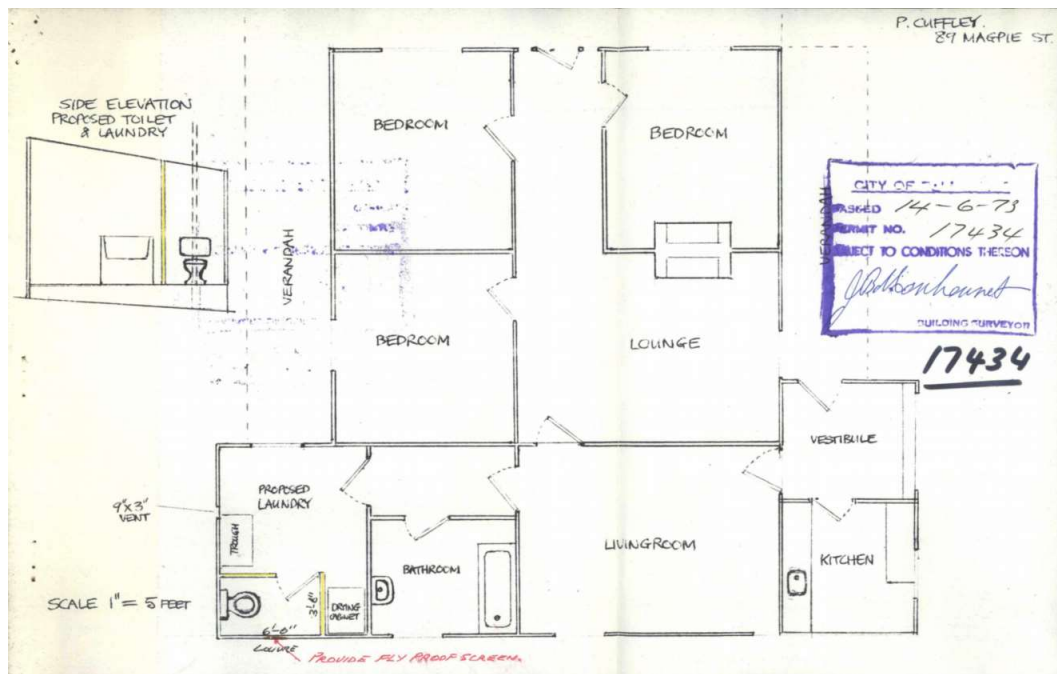 P. CUFFLEY.
89 MAGPIE ST.
SIDE ELEVATION
PROPOSED TOILET
& LAUNDRY
BEDROOM
BEDROOM
VERANDAH
VERANDAH
CITY OF
PASSED 14-6-73
PERMIT NO. 17434
SUBJECT TO CONDITIONS THEREON
BUILDING SURVEYOR
17434
BEDROOM
LOUNGE
VESTIBULE
PROPOSED
LAUNDRY
9"x3"
VENT
TROUGH
BATHROOM
LIVINGROOM
KITCHEN
SCALE 1" = 5 FEET
3'-8"
DRYING
CABINET
6'-0"
LOUVRE
PROVIDE FLY PROOF SCREEN.